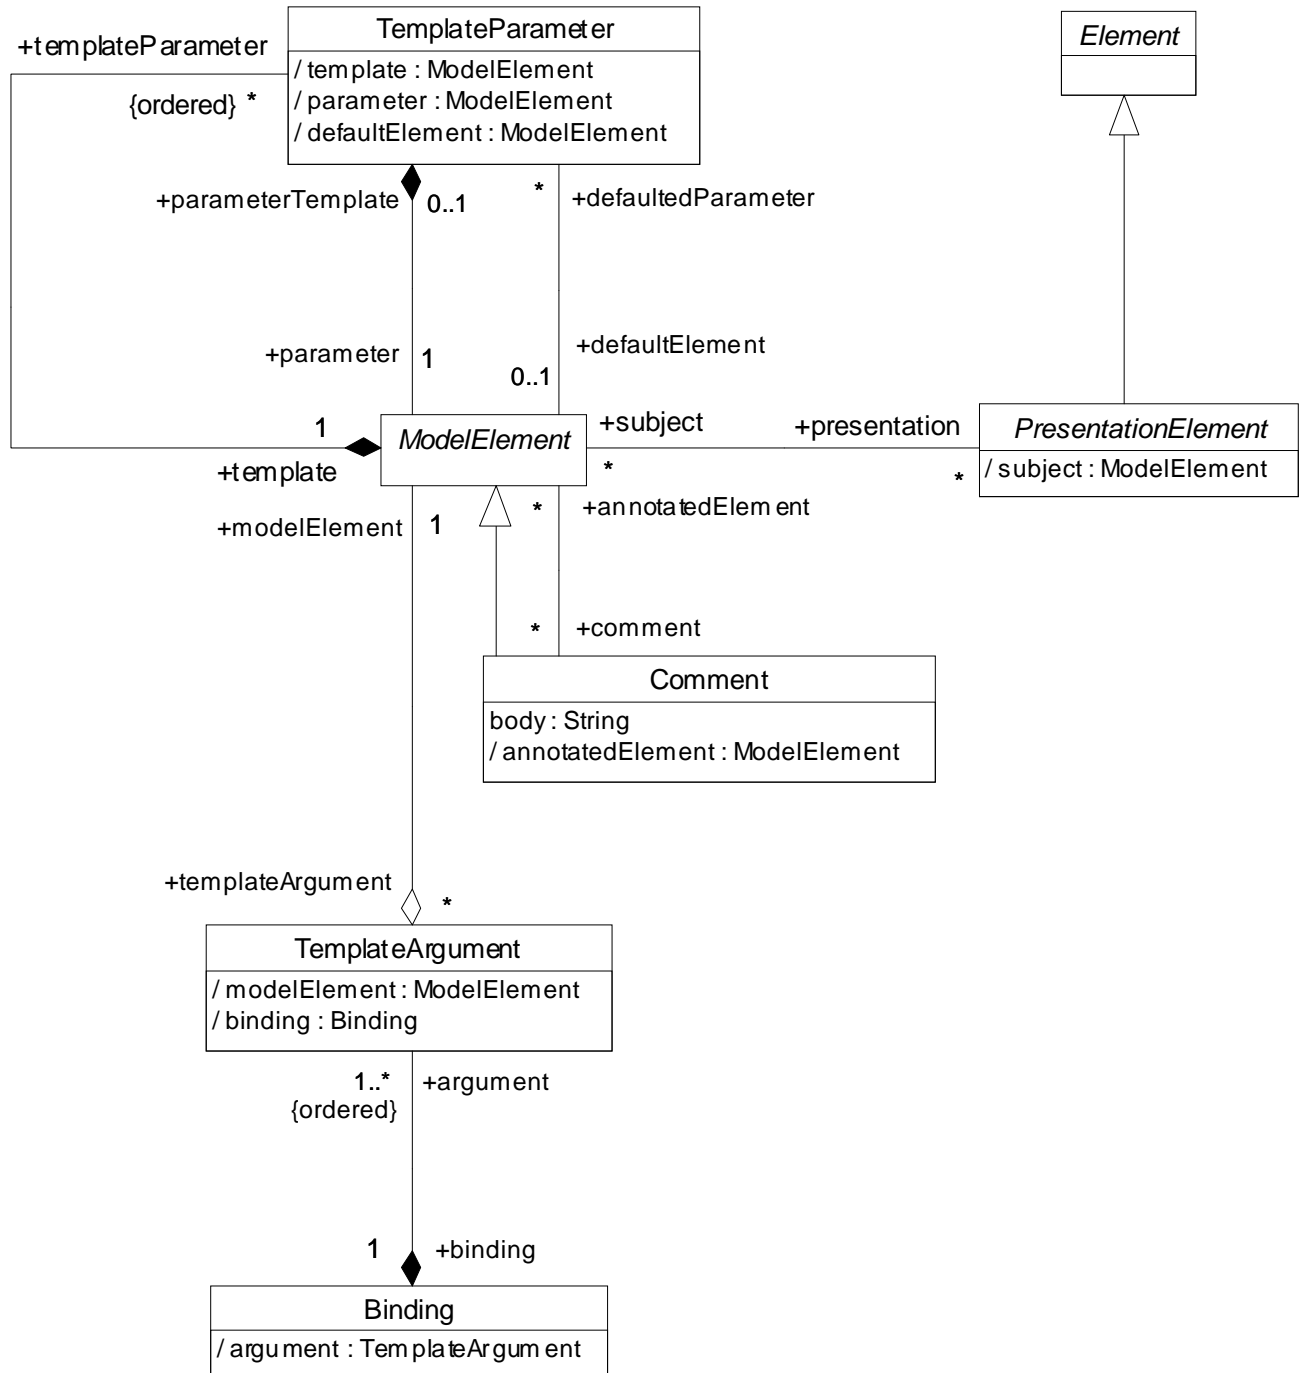 TemplateParameter
/ template : ModelElement
/ parameter : ModelElement
/ defaultElement : ModelElement
+templateParameter
{ordered} *
Element
+parameterTemplate
0..1
*
+defaultedParameter
+parameter
1
+defaultElement
0..1
1
+template
ModelElement
+subject
*
+presentation
*
PresentationElement
/ subject : ModelElement
+modelElement
1
*
+annotatedElement
*
+comment
Comment
body : String
/ annotatedElement : ModelElement
+templateArgument
*
TemplateArgument
/ modelElement : ModelElement
/ binding : Binding
1..*
{ordered}
+argument
1
+binding
Binding
/ argument : TemplateArgument